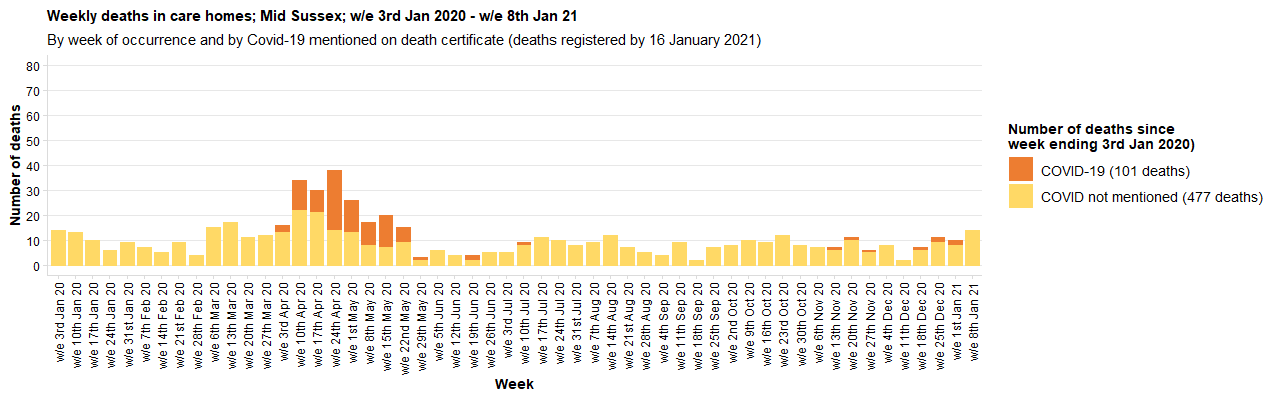 Weekly deaths in care homes; Mid Sussex; w/e 3rd Jan 2020 - w/e 8th Jan 21
By week of occurrence and by Covid-19 mentioned on death certificate (deaths registered by 16 January 2021)
80
70
60
50
40
30
20
10
0
Number of deaths
w/e 3rd Jan 20
w/e 10th Jan 20
w/e 17th Jan 20
w/e 24th Jan 20
w/e 31st Jan 20
w/e 7th Feb 20
w/e 14th Feb 20
w/e 21st Feb 20
w/e 28th Feb 20
w/e 6th Mar 20
w/e 13th Mar 20
w/e 20th Mar 20
w/e 27th Mar 20
w/e 3rd Apr 20
w/e 10th Apr 20
w/e 17th Apr 20
w/e 24th Apr 20
w/e 1st May 20
w/e 8th May 20
w/e 15th May 20
w/e 22nd May 20
w/e 29th May 20
w/e 5th Jun 20
w/e 12th Jun 20
w/e 19th Jun 20
w/e 26th Jun 20
w/e 3rd Jul 20
w/e 10th Jul 20
w/e 17th Jul 20
w/e 24th Jul 20
w/e 31st Jul 20
w/e 7th Aug 20
w/e 14th Aug 20
w/e 21st Aug 20
w/e 28th Aug 20
w/e 4th Sep 20
w/e 11th Sep 20
w/e 18th Sep 20
w/e 25th Sep 20
w/e 2nd Oct 20
w/e 9th Oct 20
w/e 16th Oct 20
w/e 23rd Oct 20
w/e 30th Oct 20
w/e 6th Nov 20
w/e 13th Nov 20
w/e 20th Nov 20
w/e 27th Nov 20
w/e 4th Dec 20
w/e 11th Dec 20
w/e 18th Dec 20
w/e 25th Dec 20
w/e 1st Jan 21
w/e 8th Jan 21
Week
Number of deaths since
week ending 3rd Jan 2020)
COVID-19 (101 deaths)
COVID not mentioned (477 deaths)